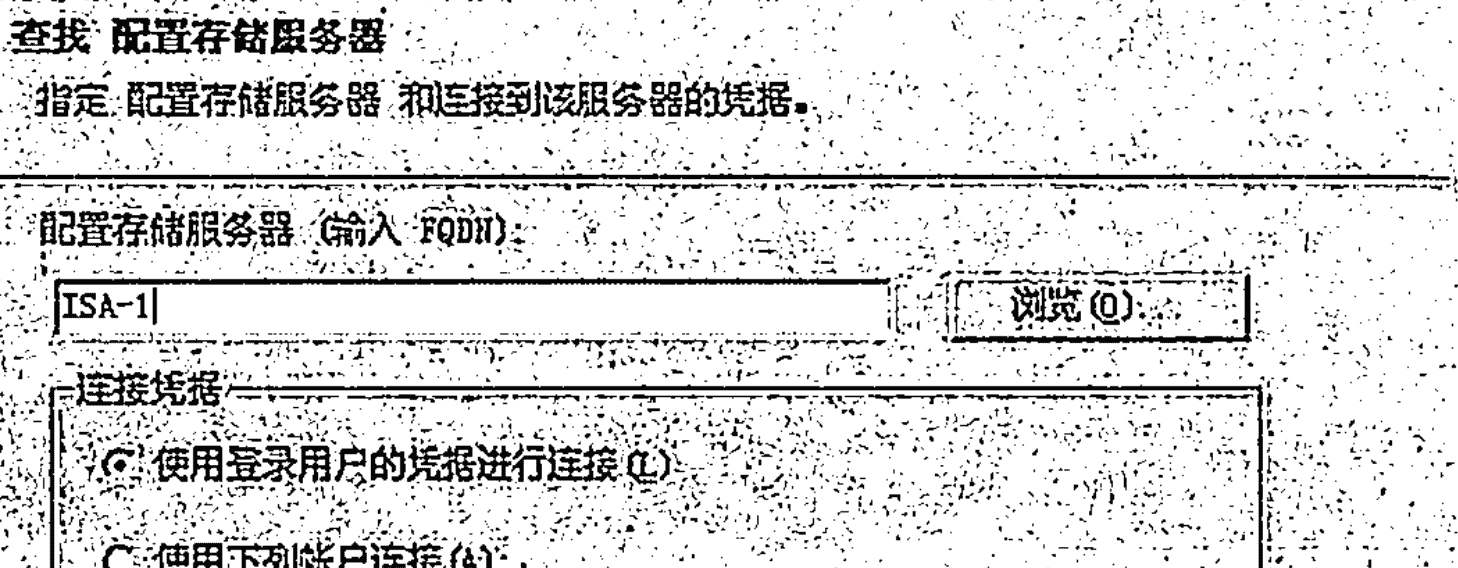 查找 配置存储服务器
指定 配置存储服务器 和连接到该服务器的凭据。
配置存储服务器 (输入 FQDN):
ISA-1
浏览(O)...
连接凭据
使用登录用户的凭据进行连接(L)
使用下列帐户连接(A):